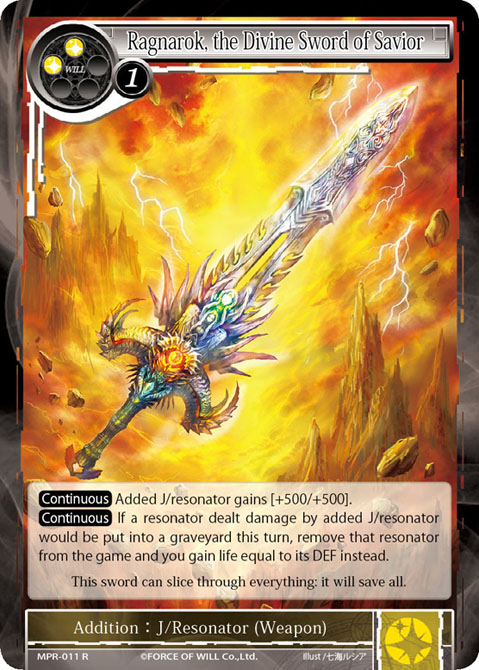 Ragnarok, the Divine Sword of Savior
WILL
1
Continuous Added J/resonator gains [+500/+500].
Continuous If a resonator dealt damage by added J/resonator
would be put into a graveyard this turn, remove that resonator
from the game and you gain life equal to its DEF instead.
This sword can slice through everything: it will save all.
Addition : J/Resonator (Weapon)
MPR-011 R ©FORCE OF WILL Co.,Ltd. Illust /七海ルシア